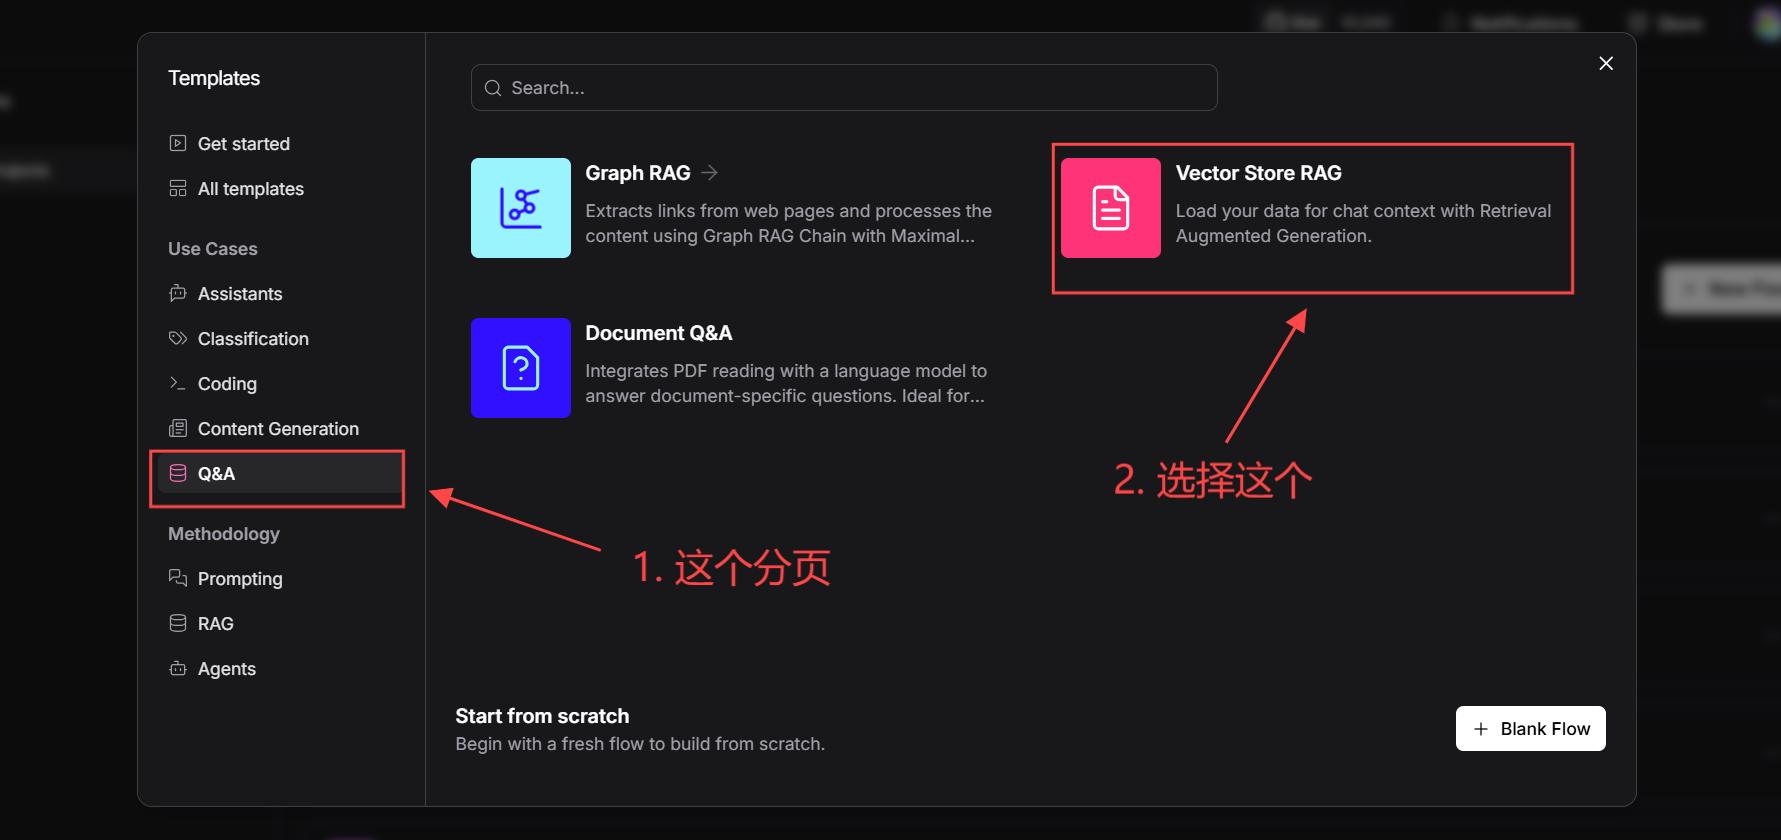 Templates
Get started
All templates
Use Cases
Assistants
Classification
Coding
Content Generation
Q&A
Methodology
Prompting
RAG
Agents
Search...
Graph RAG
Extracts links from web pages and processes the
content using Graph RAG Chain with Maximal...
Vector Store RAG
Load your data for chat context with Retrieval
Augmented Generation.
Document Q&A
Integrates PDF reading with a language model to
answer document-specific questions. Ideal for...
2. 选择这个
1. 这个分页
Start from scratch
Begin with a fresh flow to build from scratch.
Blank Flow